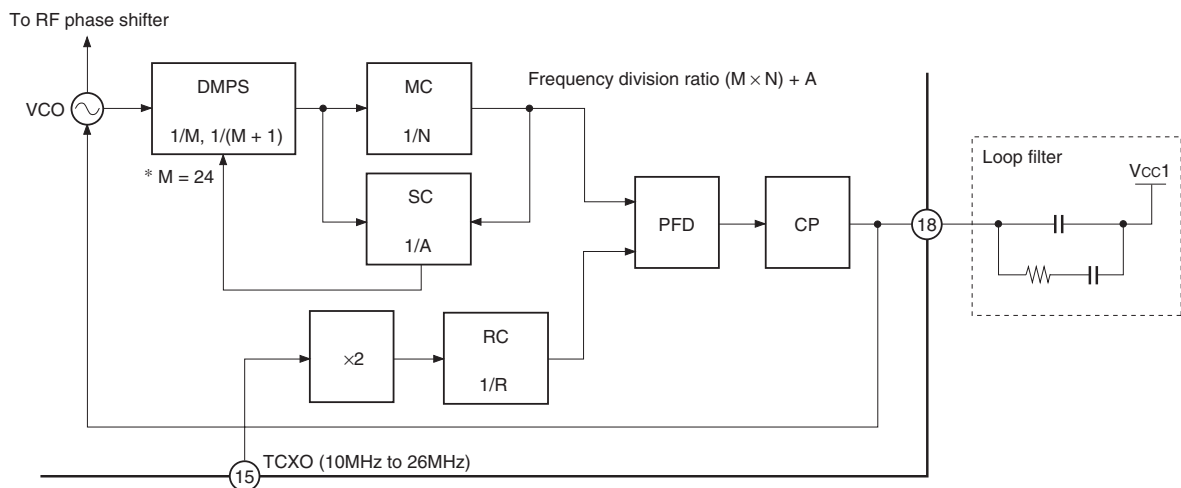 To RF phase shifter
VCO
DMPS
1/M, 1/(M + 1)
* M = 24
MC
1/N
Frequency division ratio (M × N) + A
SC
1/A
PFD
CP
18
Loop filter
VCC1
×2
RC
1/R
15
TCXO (10MHz to 26MHz)